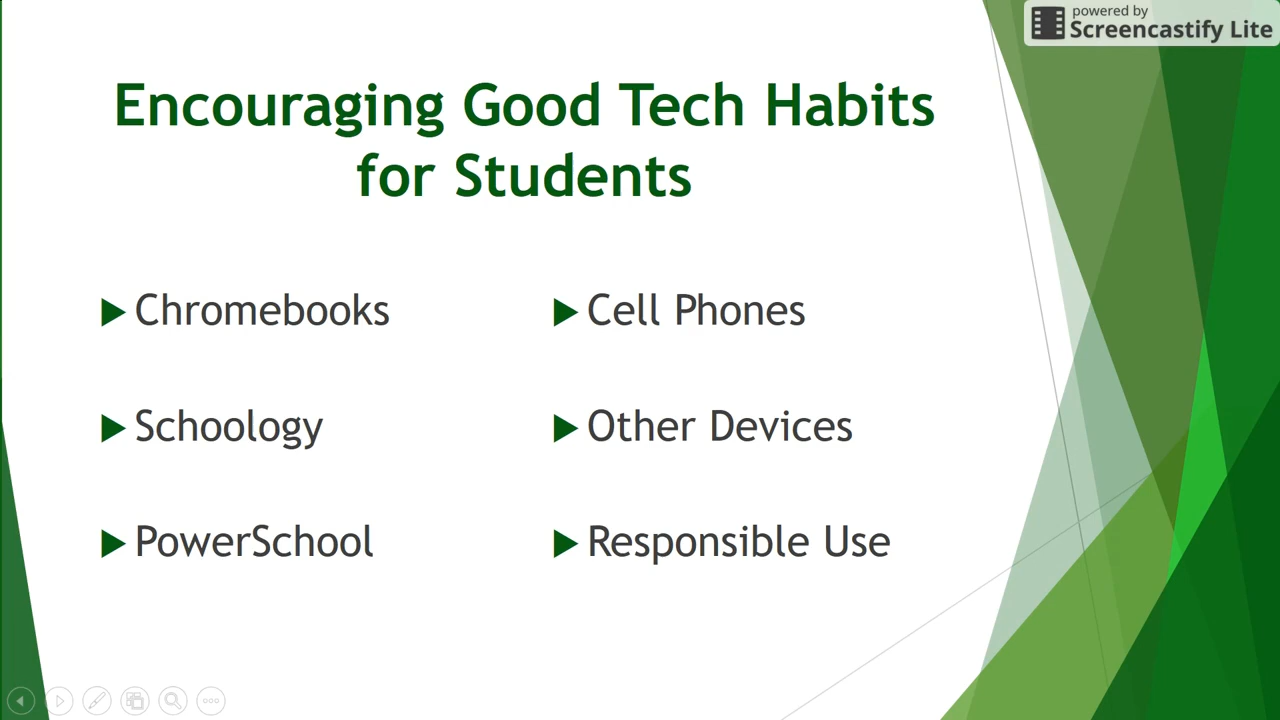 powered by
Screencastify Lite
Encouraging Good Tech Habits
for Students
Chromebooks
Schoology
PowerSchool
Cell Phones
Other Devices
Responsible Use